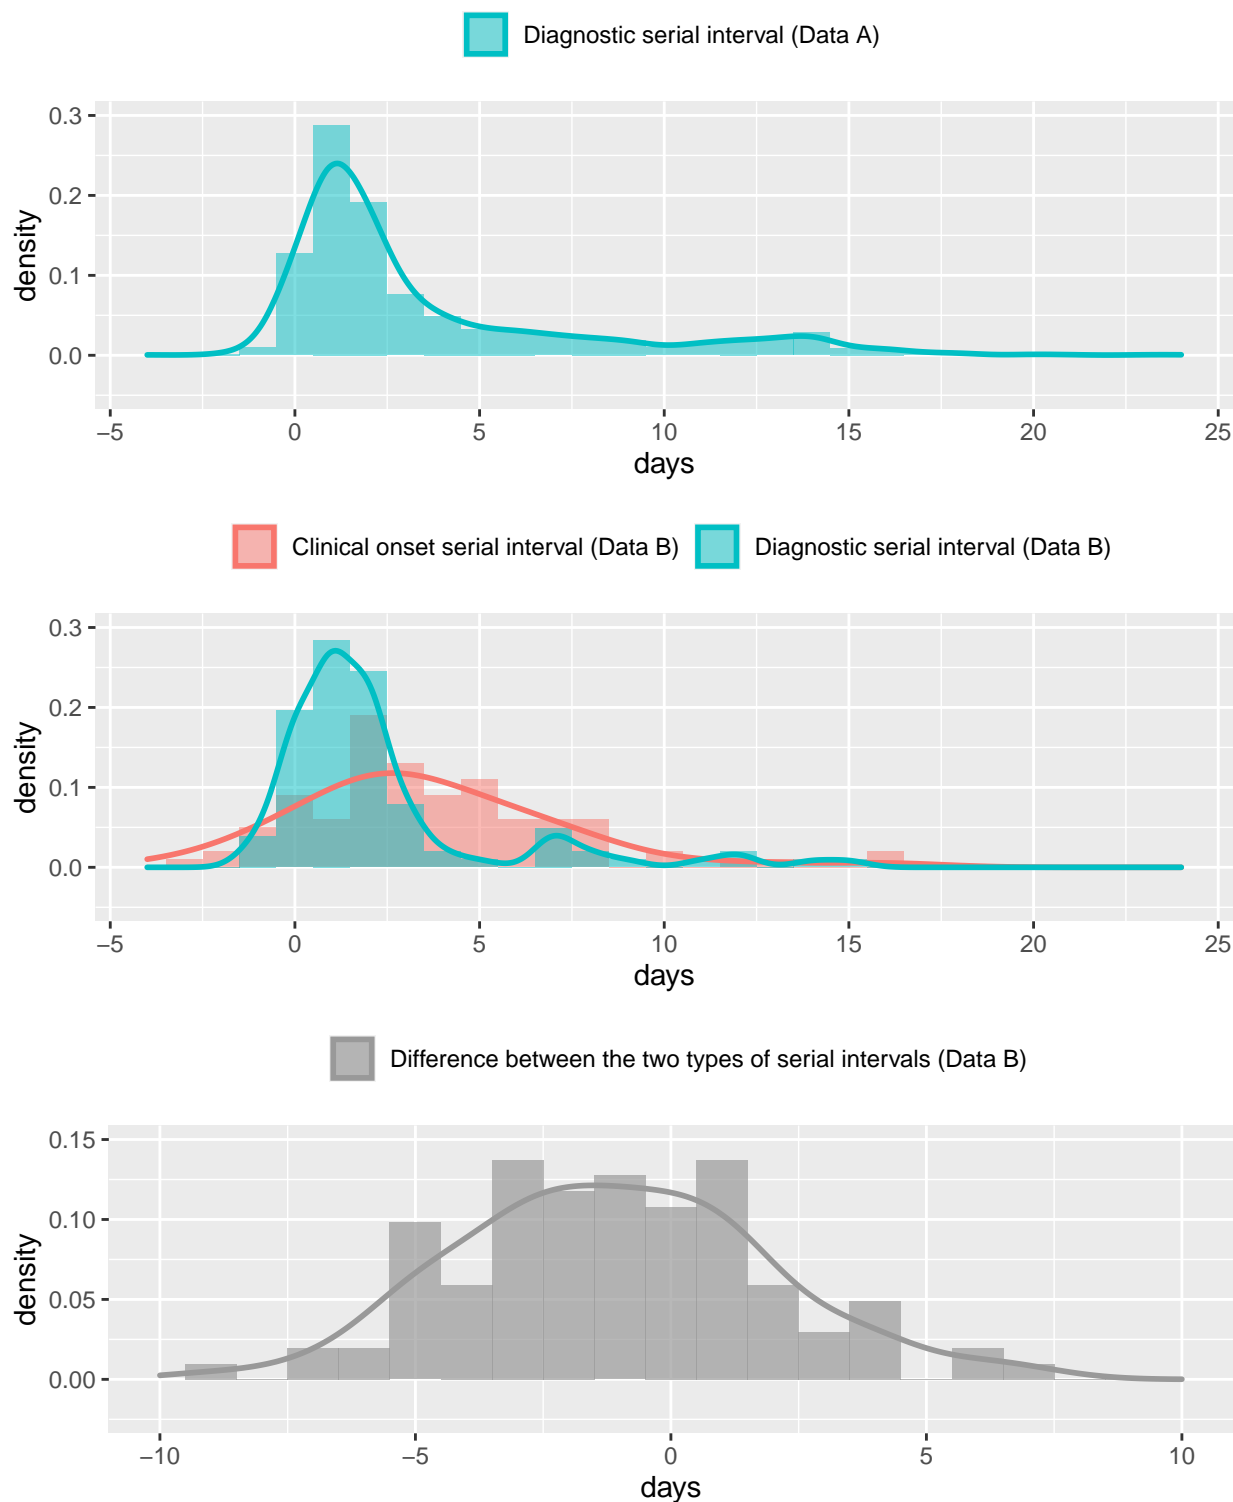 Diagnostic serial interval (Data A)
0.3
0.2
0.1
0.0
density
−5 0 5 10 15 20 25
days
Clinical onset serial interval (Data B) Diagnostic serial interval (Data B)
0.3
0.2
0.1
0.0
density
−5 0 5 10 15 20 25
days
Difference between the two types of serial intervals (Data B)
0.15
0.10
0.05
0.00
density
−10 −5 0 5 10
days